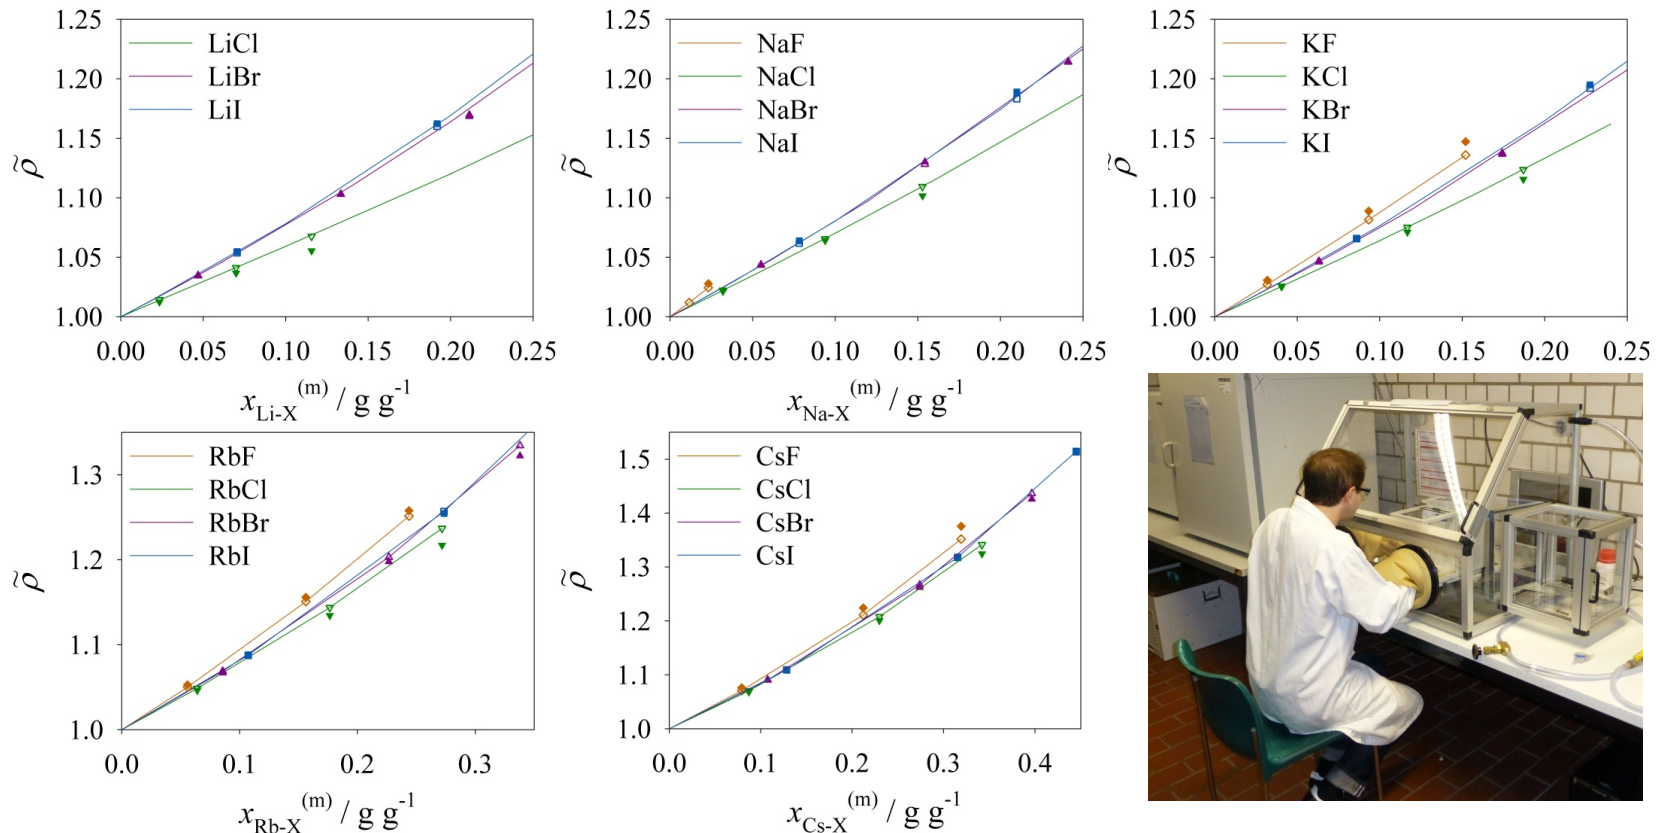 1.25
1.20
1.15
1.10
1.05
1.00
ρ̃
LiCl
LiBr
LiI
0.00 0.05 0.10 0.15 0.20 0.25
x_Li-X^(m) / g g^-1
1.25
1.20
1.15
1.10
1.05
1.00
ρ̃
NaF
NaCl
NaBr
NaI
0.00 0.05 0.10 0.15 0.20 0.25
x_Na-X^(m) / g g^-1
1.25
1.20
1.15
1.10
1.05
1.00
ρ̃
KF
KCl
KBr
KI
0.00 0.05 0.10 0.15 0.20 0.25
1.3
1.2
1.1
1.0
ρ̃
RbF
RbCl
RbBr
RbI
0.0 0.1 0.2 0.3
x_Rb-X^(m) / g g^-1
1.5
1.4
1.3
1.2
1.1
1.0
ρ̃
CsF
CsCl
CsBr
CsI
0.0 0.1 0.2 0.3 0.4
x_Cs-X^(m) / g g^-1